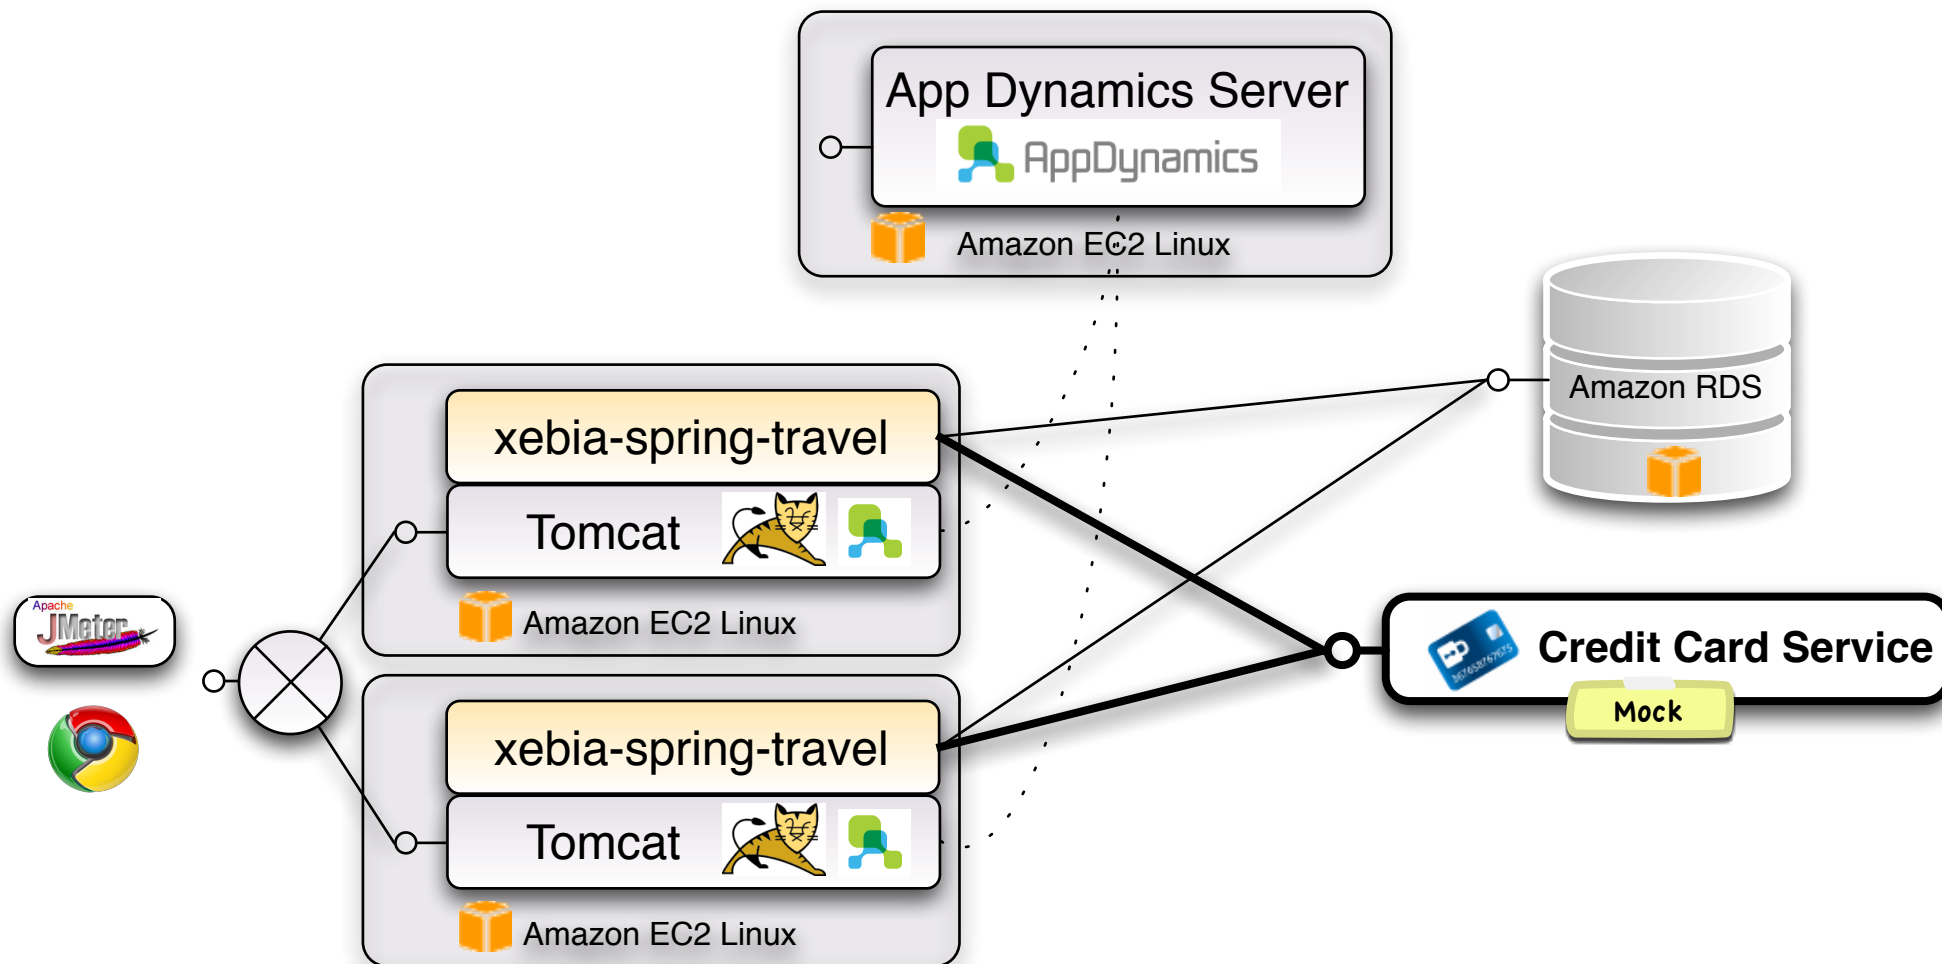 App Dynamics Server
AppDynamics
Amazon EC2 Linux
Amazon RDS
xebia-spring-travel
Tomcat
Amazon EC2 Linux
Apache
JMeter
Credit Card Service
Mock
xebia-spring-travel
Tomcat
Amazon EC2 Linux